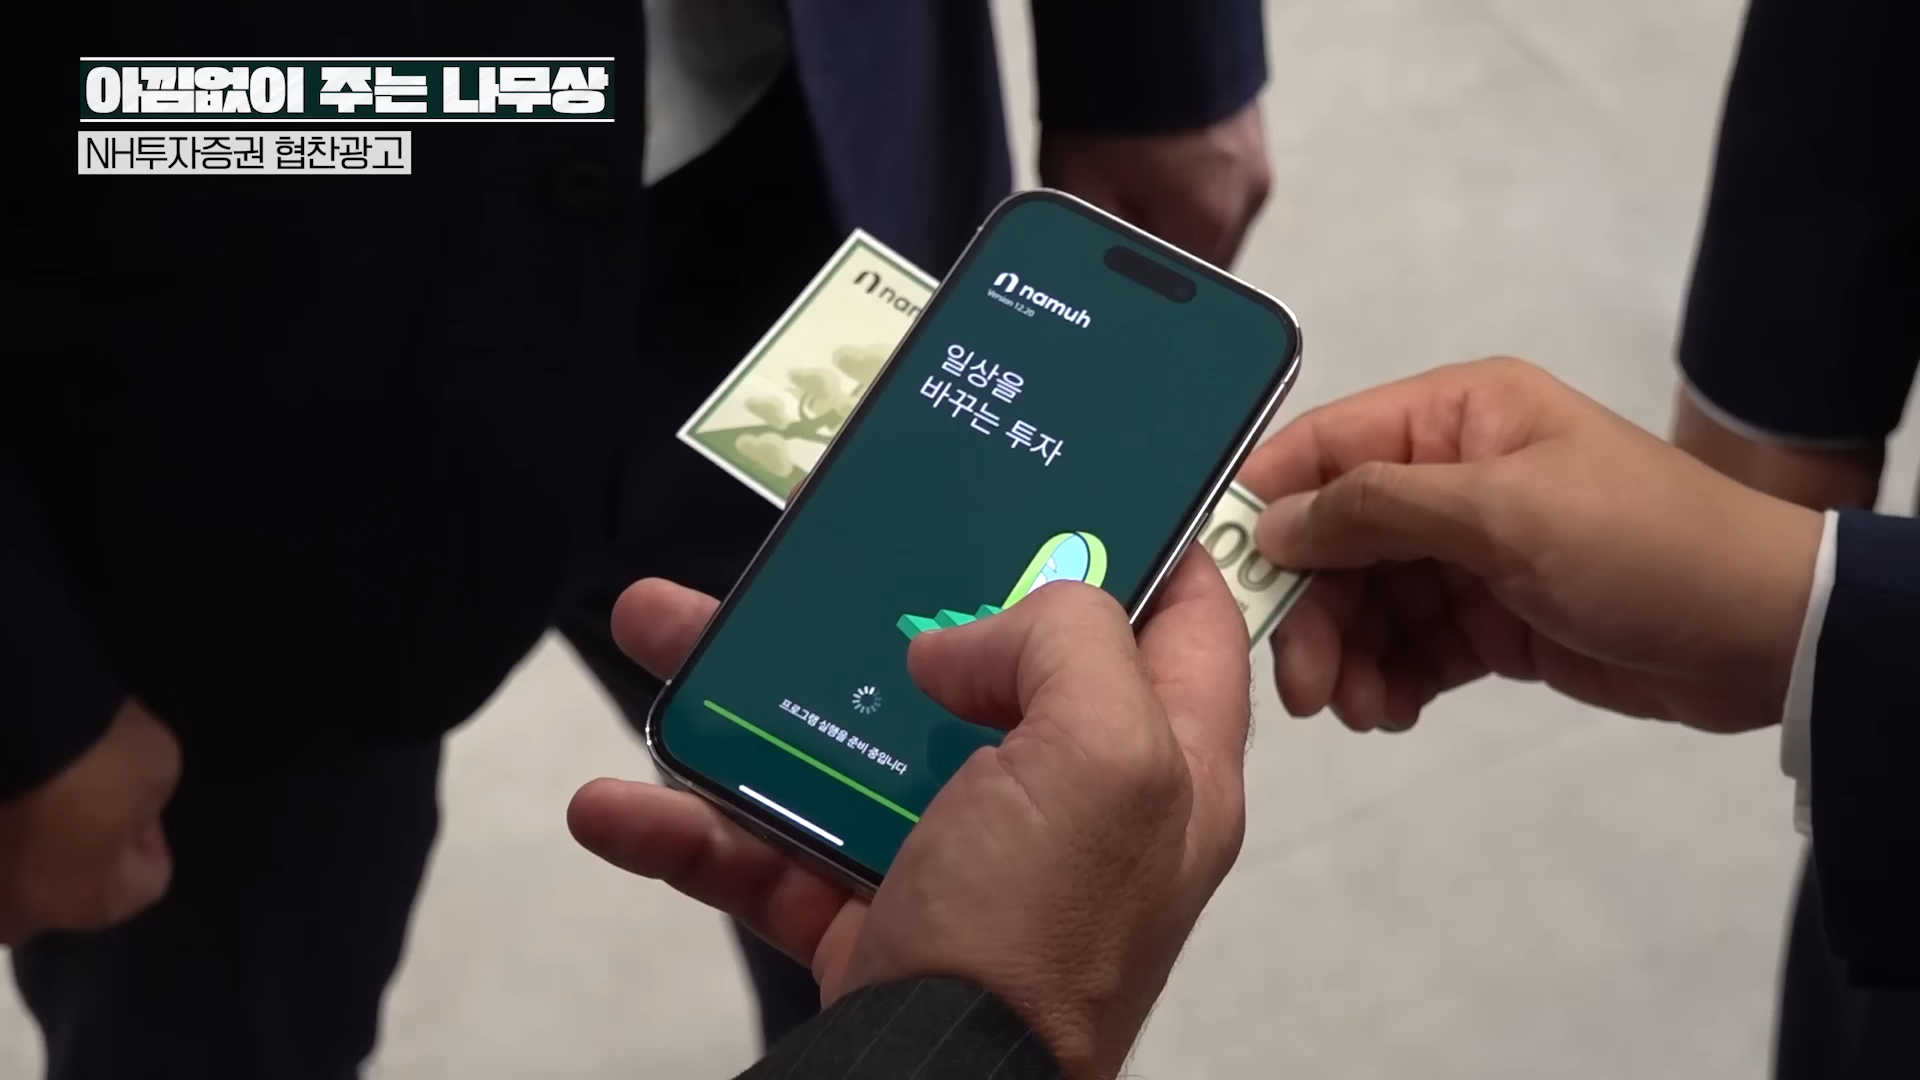 아낌없이 주는 나무상
NH투자증권 협찬광고
namuh
Version 12.20
일상을
바꾸는 투자
프로그램 실행을 준비 중입니다
nam
00